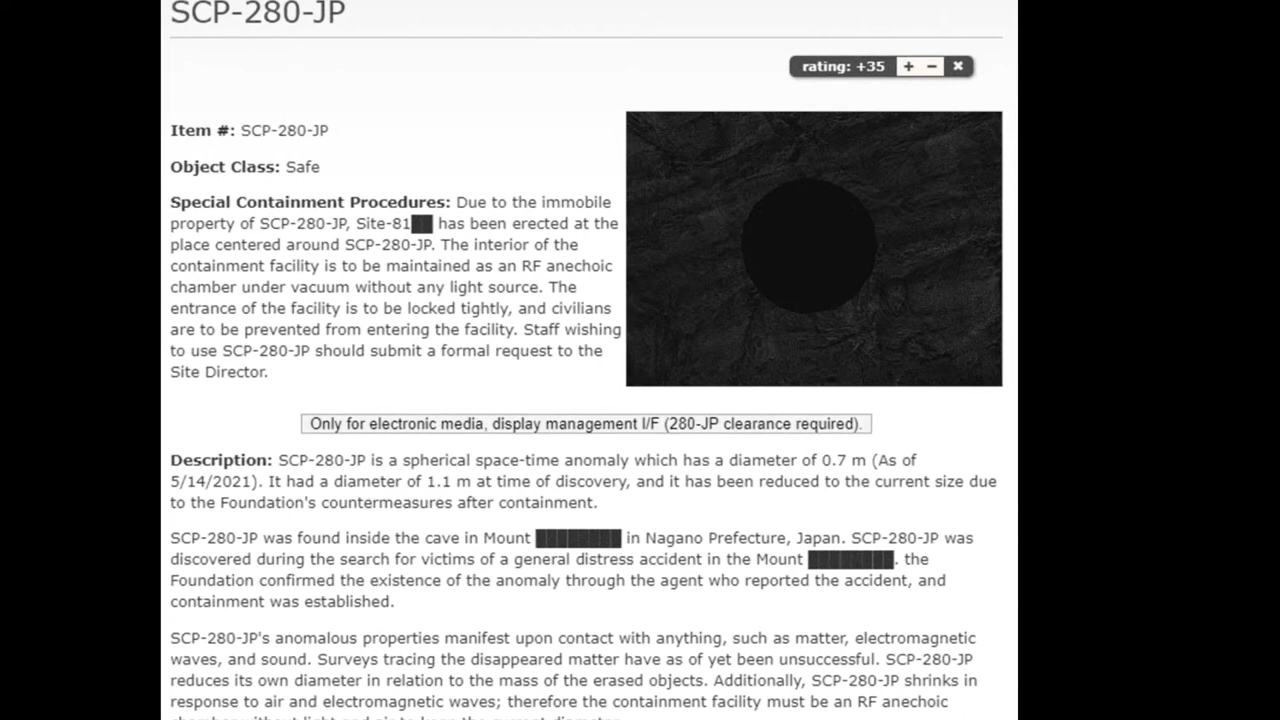 SCP-280-JP
rating: +35 + − ✖
Item #: SCP-280-JP
Object Class: Safe
Special Containment Procedures: Due to the immobile
property of SCP-280-JP, Site-81██ has been erected at the
place centered around SCP-280-JP. The interior of the
containment facility is to be maintained as an RF anechoic
chamber under vacuum without any light source. The
entrance of the facility is to be locked tightly, and civilians
are to be prevented from entering the facility. Staff wishing
to use SCP-280-JP should submit a formal request to the
Site Director.
Only for electronic media, display management I/F (280-JP clearance required).
Description: SCP-280-JP is a spherical space-time anomaly which has a diameter of 0.7 m (As of
5/14/2021). It had a diameter of 1.1 m at time of discovery, and it has been reduced to the current size due
to the Foundation's countermeasures after containment.
SCP-280-JP was found inside the cave in Mount ████████ in Nagano Prefecture, Japan. SCP-280-JP was
discovered during the search for victims of a general distress accident in the Mount ████████. the
Foundation confirmed the existence of the anomaly through the agent who reported the accident, and
containment was established.
SCP-280-JP's anomalous properties manifest upon contact with anything, such as matter, electromagnetic
waves, and sound. Surveys tracing the disappeared matter have as of yet been unsuccessful. SCP-280-JP
reduces its own diameter in relation to the mass of the erased objects. Additionally, SCP-280-JP shrinks in
response to air and electromagnetic waves; therefore the containment facility must be an RF anechoic
chamber without light and air to keep the current diameter.